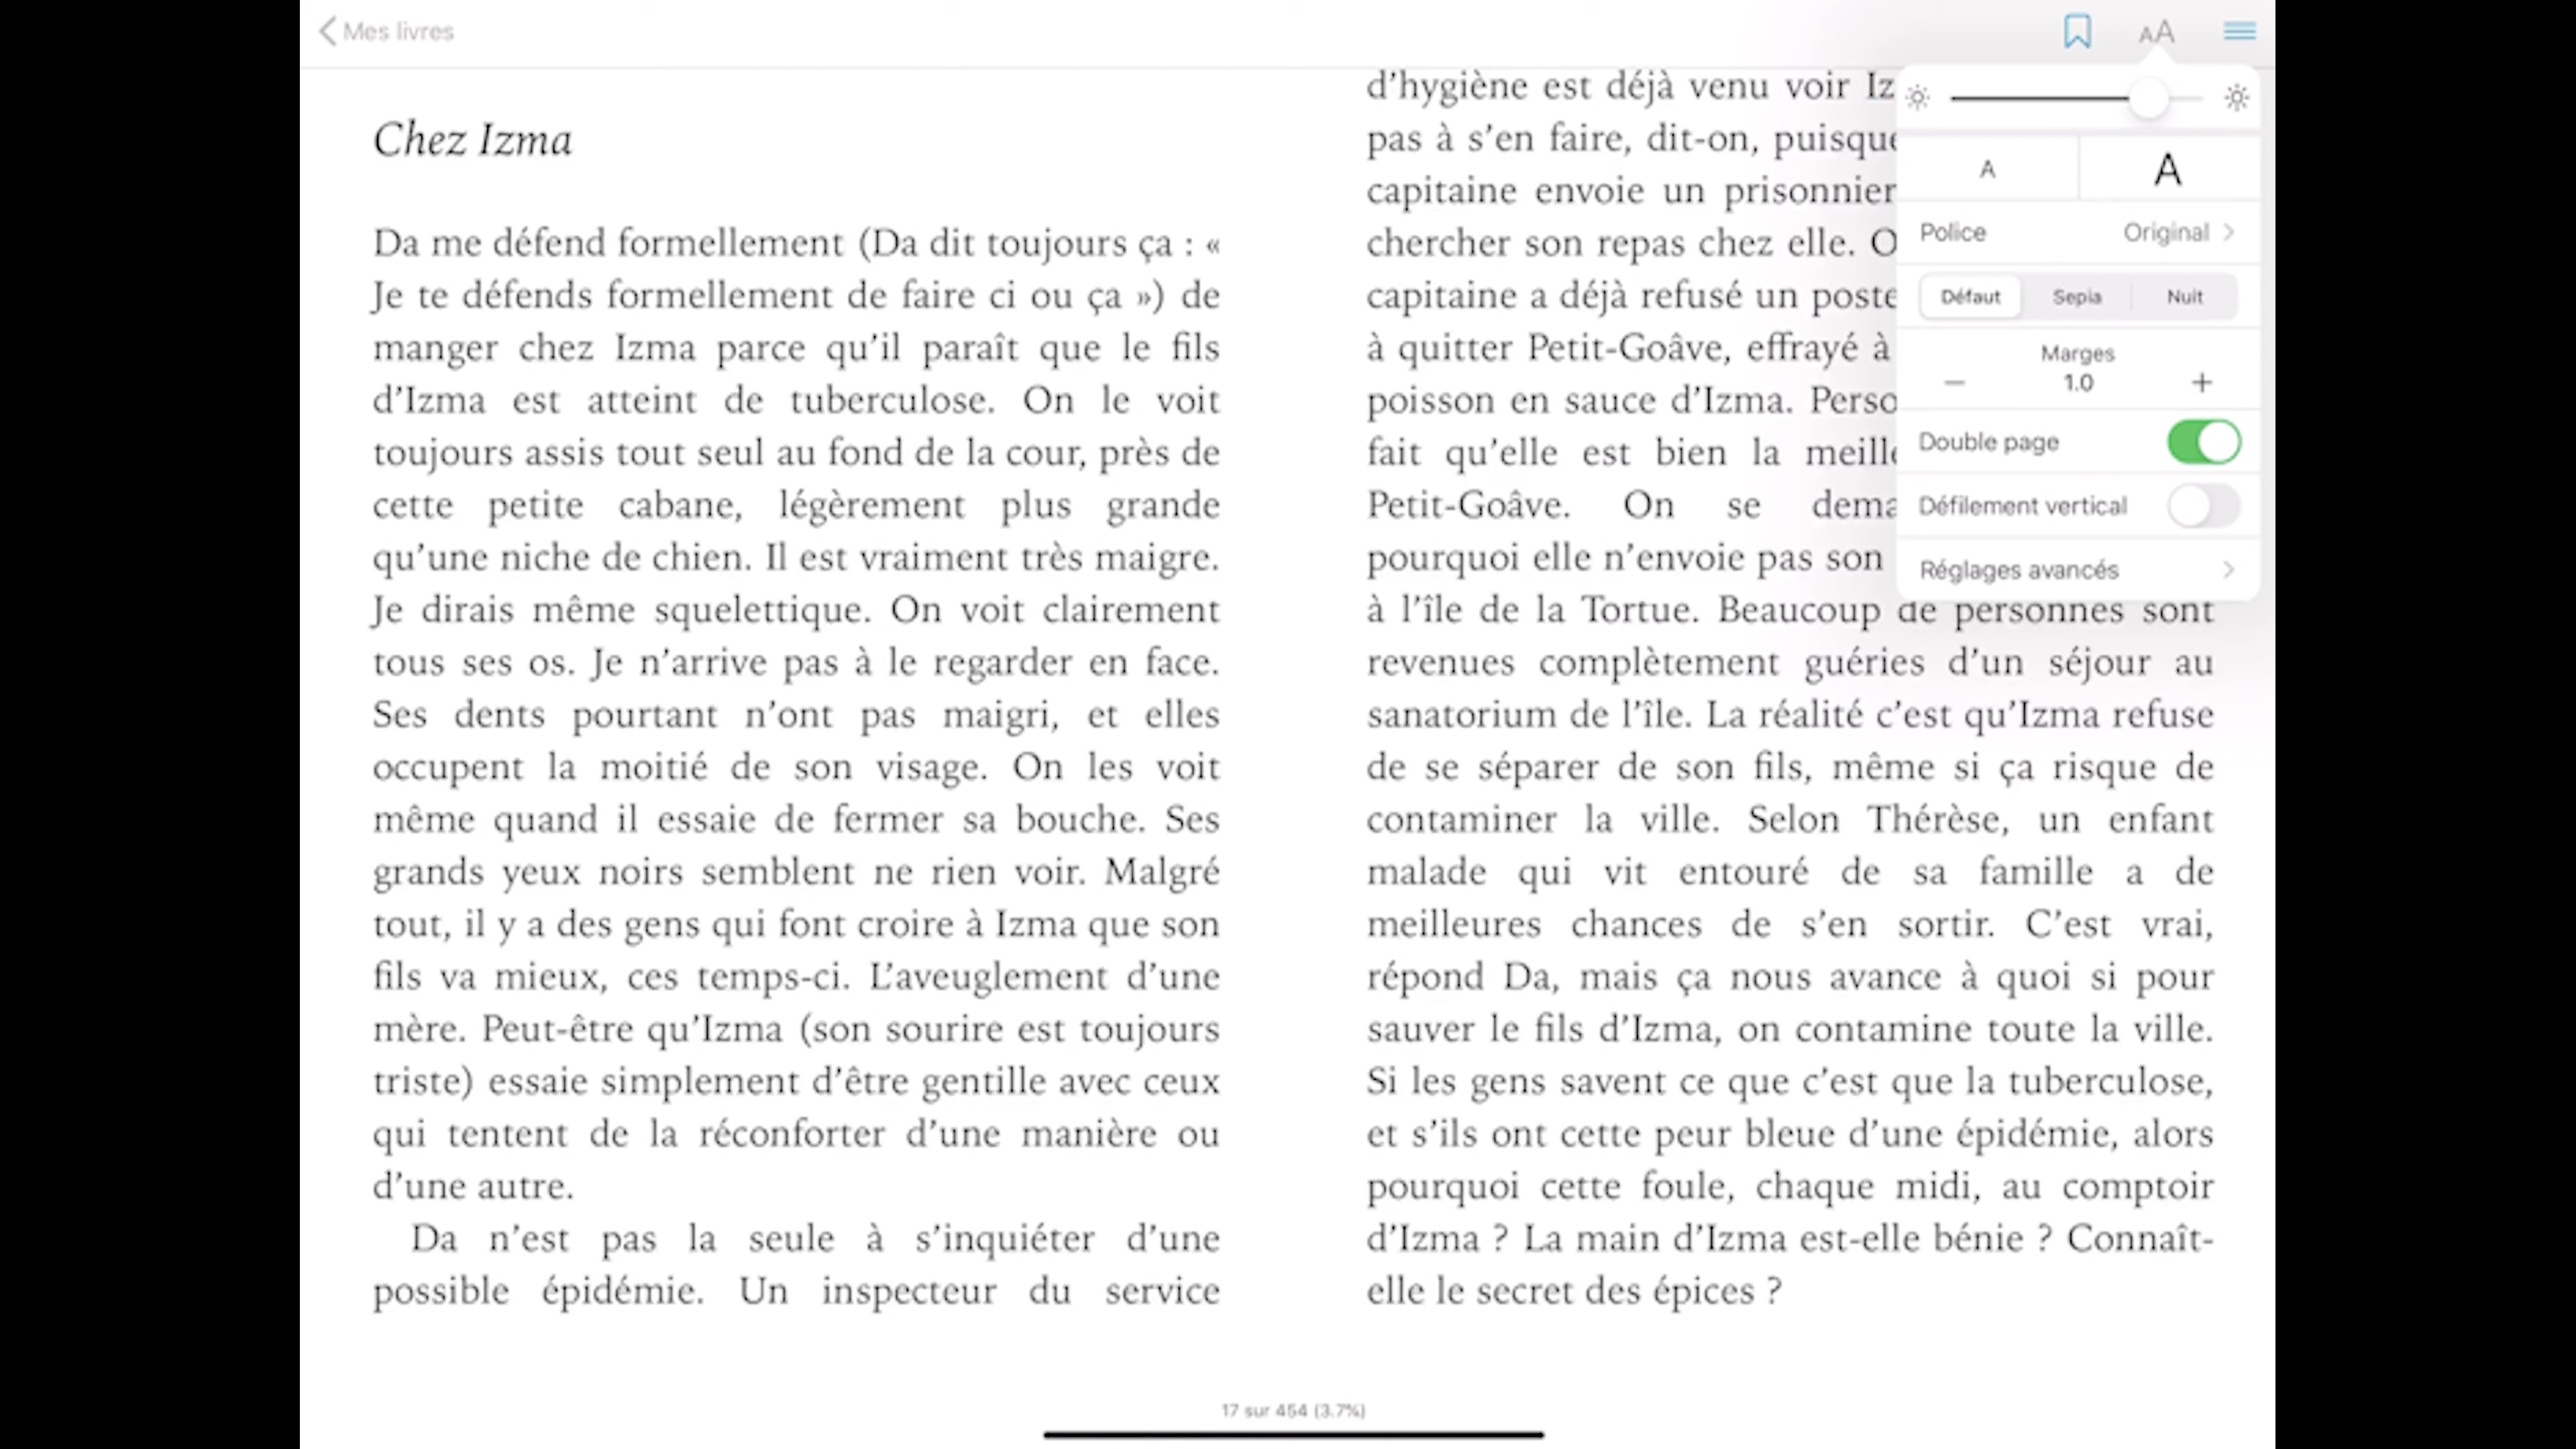 Mes livres
AA
Chez Izma
Da me défend formellement (Da dit toujours ça : «
Je te défends formellement de faire ci ou ça ») de
manger chez Izma parce qu’il paraît que le fils
d’Izma est atteint de tuberculose. On le voit
toujours assis tout seul au fond de la cour, près de
cette petite cabane, légèrement plus grande
qu’une niche de chien. Il est vraiment très maigre.
Je dirais même squelettique. On voit clairement
tous ses os. Je n’arrive pas à le regarder en face.
Ses dents pourtant n’ont pas maigri, et elles
occupent la moitié de son visage. On les voit
même quand il essaie de fermer sa bouche. Ses
grands yeux noirs semblent ne rien voir. Malgré
tout, il y a des gens qui font croire à Izma que son
fils va mieux, ces temps-ci. L’aveuglement d’une
mère. Peut-être qu’Izma (son sourire est toujours
triste) essaie simplement d’être gentille avec ceux
qui tentent de la réconforter d’une manière ou
d’une autre.
Da n’est pas la seule à s’inquiéter d’une
possible épidémie. Un inspecteur du service
d’hygiène est déjà venu voir Iz
pas à s’en faire, dit-on, puisque
capitaine envoie un prisonnier
chercher son repas chez elle. O
capitaine a déjà refusé un poste
à quitter Petit-Goâve, effrayé à
poisson en sauce d’Izma. Perso
fait qu’elle est bien la meille
Petit-Goâve. On se dema
pourquoi elle n’envoie pas son
à l’île de la Tortue. Beaucoup de personnes sont
revenues complètement guéries d’un séjour au
sanatorium de l’île. La réalité c’est qu’Izma refuse
de se séparer de son fils, même si ça risque de
contaminer la ville. Selon Thérèse, un enfant
malade qui vit entouré de sa famille a de
meilleures chances de s’en sortir. C’est vrai,
répond Da, mais ça nous avance à quoi si pour
sauver le fils d’Izma, on contamine toute la ville.
Si les gens savent ce que c’est que la tuberculose,
et s’ils ont cette peur bleue d’une épidémie, alors
pourquoi cette foule, chaque midi, au comptoir
d’Izma ? La main d’Izma est-elle bénie ? Connaît-
elle le secret des épices ?
A A
Police Original
Défaut Sepia Nuit
Marges
− 1.0 +
Double page
Défilement vertical
Réglages avancés
17 sur 454 (3.7%)